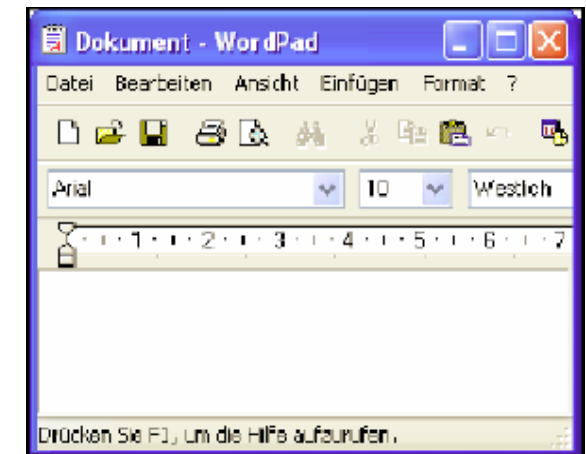 Dokument - WordPad
Datei Bearbeiten Ansicht Einfügen Format ?
Arial 10 Westlich
1 2 3 4 5 6 7
Drücken Sie F1, um die Hilfe aufzurufen.